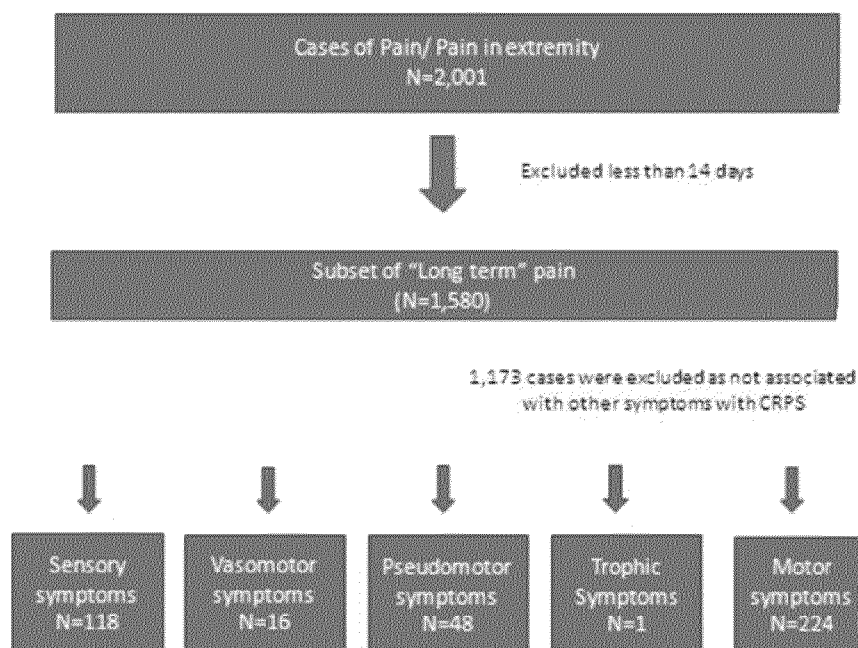 Cases of Pain/ Pain in extremity
N=2,001
Excluded less than 14 days
Subset of "Long term" pain
(N=1,580)
1,173 cases were excluded as not associated
with other symptoms with CRPS
Sensory
symptoms
N=118
Vasomotor
symptoms
N=16
Pseudomotor
symptoms
N=48
Trophic
Symptoms
N=1
Motor
symptoms
N=224